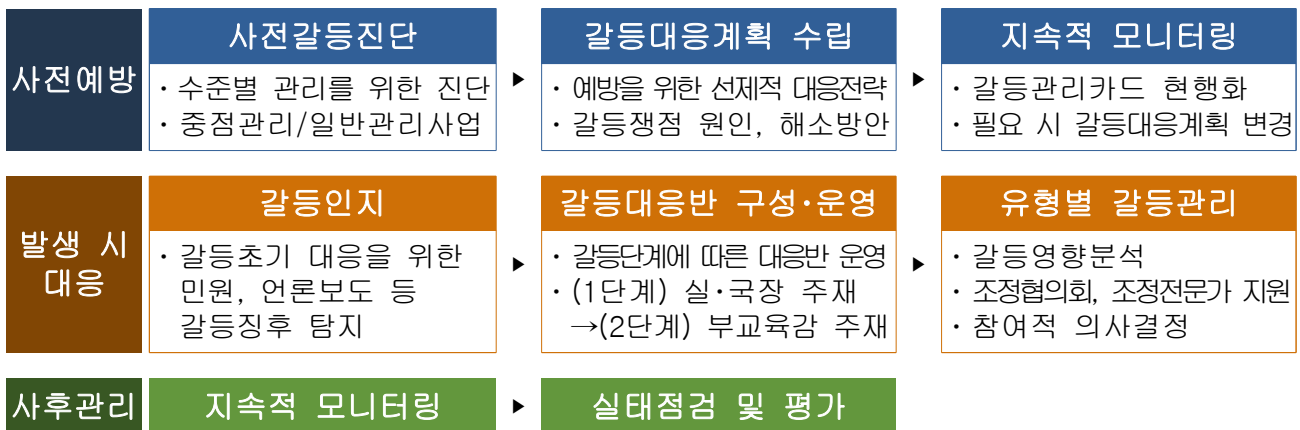 사전예방
사전갈등진단
· 수준별 관리를 위한 진단
· 중점관리/일반관리사업
▶
갈등대응계획 수립
· 예방을 위한 선제적 대응전략
· 갈등쟁점 원인, 해소방안
▶
지속적 모니터링
· 갈등관리카드 현행화
· 필요 시 갈등대응계획 변경
발생 시
대응
갈등인지
· 갈등초기 대응을 위한
민원, 언론보도 등
갈등징후 탐지
▶
갈등대응반 구성·운영
· 갈등단계에 따른 대응반 운영
· (1단계) 실·국장 주재
→(2단계) 부교육감 주재
▶
유형별 갈등관리
· 갈등영향분석
· 조정협의회, 조정전문가 지원
· 참여적 의사결정
사후관리
지속적 모니터링
▶
실태점검 및 평가